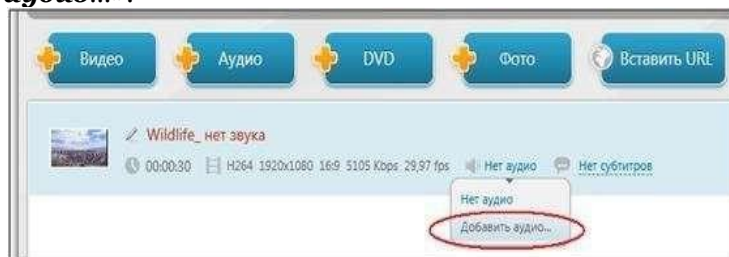 аудио..."
Видео Аудио DVD Фото Вставить URL
Wildlife_ нет звука
00:00:30 H264 1920x1080 16:9 5105 Kbps 29,97 fps Нет аудио Нет субтитров
Нет аудио
Добавить аудио...